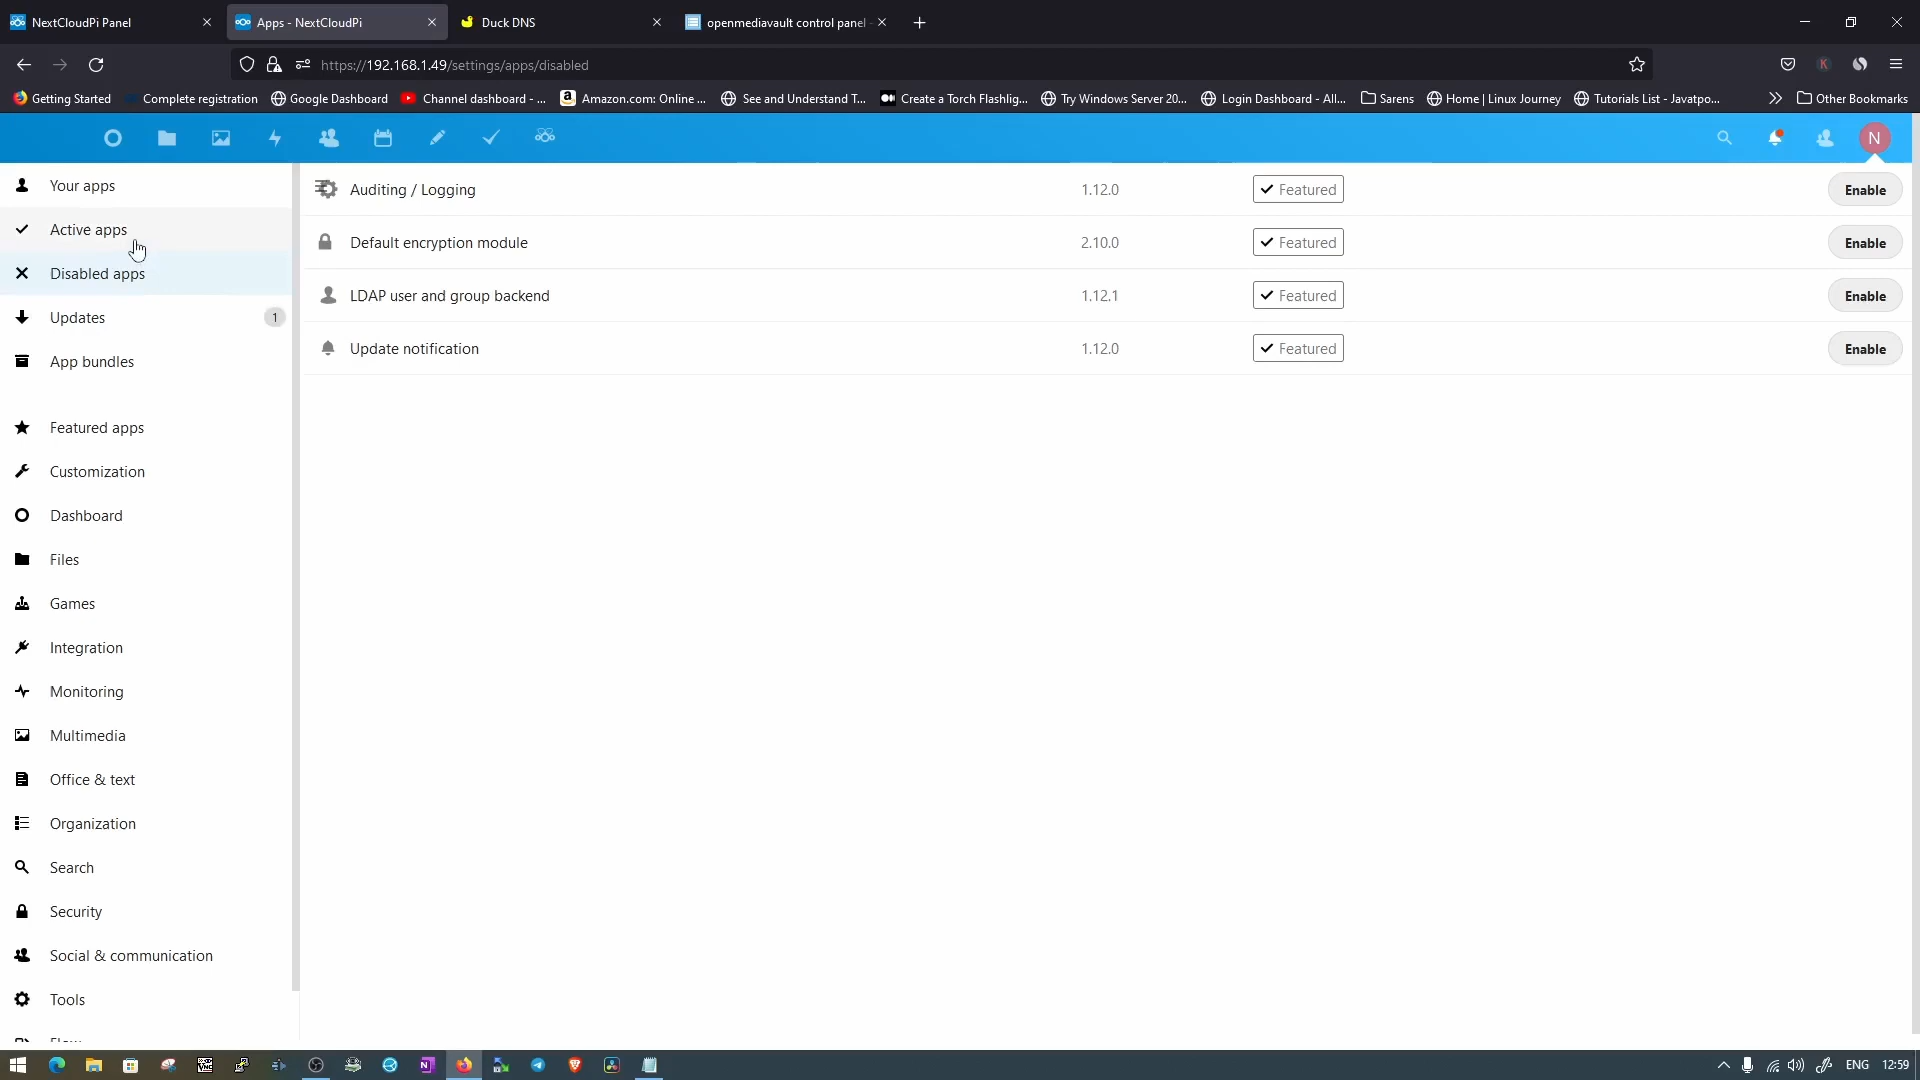 NextCloudPi Panel
Apps - NextCloudPi
Duck DNS
openmediavault control panel -
https://192.168.1.49/settings/apps/disabled
Getting Started
Complete registration
Google Dashboard
Channel dashboard - ...
Amazon.com: Online ...
See and Understand T...
Create a Torch Flashlig...
Try Windows Server 20...
Login Dashboard - All...
Sarens
Home | Linux Journey
Tutorials List - Javatpo...
Other Bookmarks
N
Your apps
Active apps
Disabled apps
Updates 1
App bundles
Featured apps
Customization
Dashboard
Files
Games
Integration
Monitoring
Multimedia
Office & text
Organization
Search
Security
Social & communication
Tools
Auditing / Logging 1.12.0 Featured Enable
Default encryption module 2.10.0 Featured Enable
LDAP user and group backend 1.12.1 Featured Enable
Update notification 1.12.0 Featured Enable
ENG 12:59